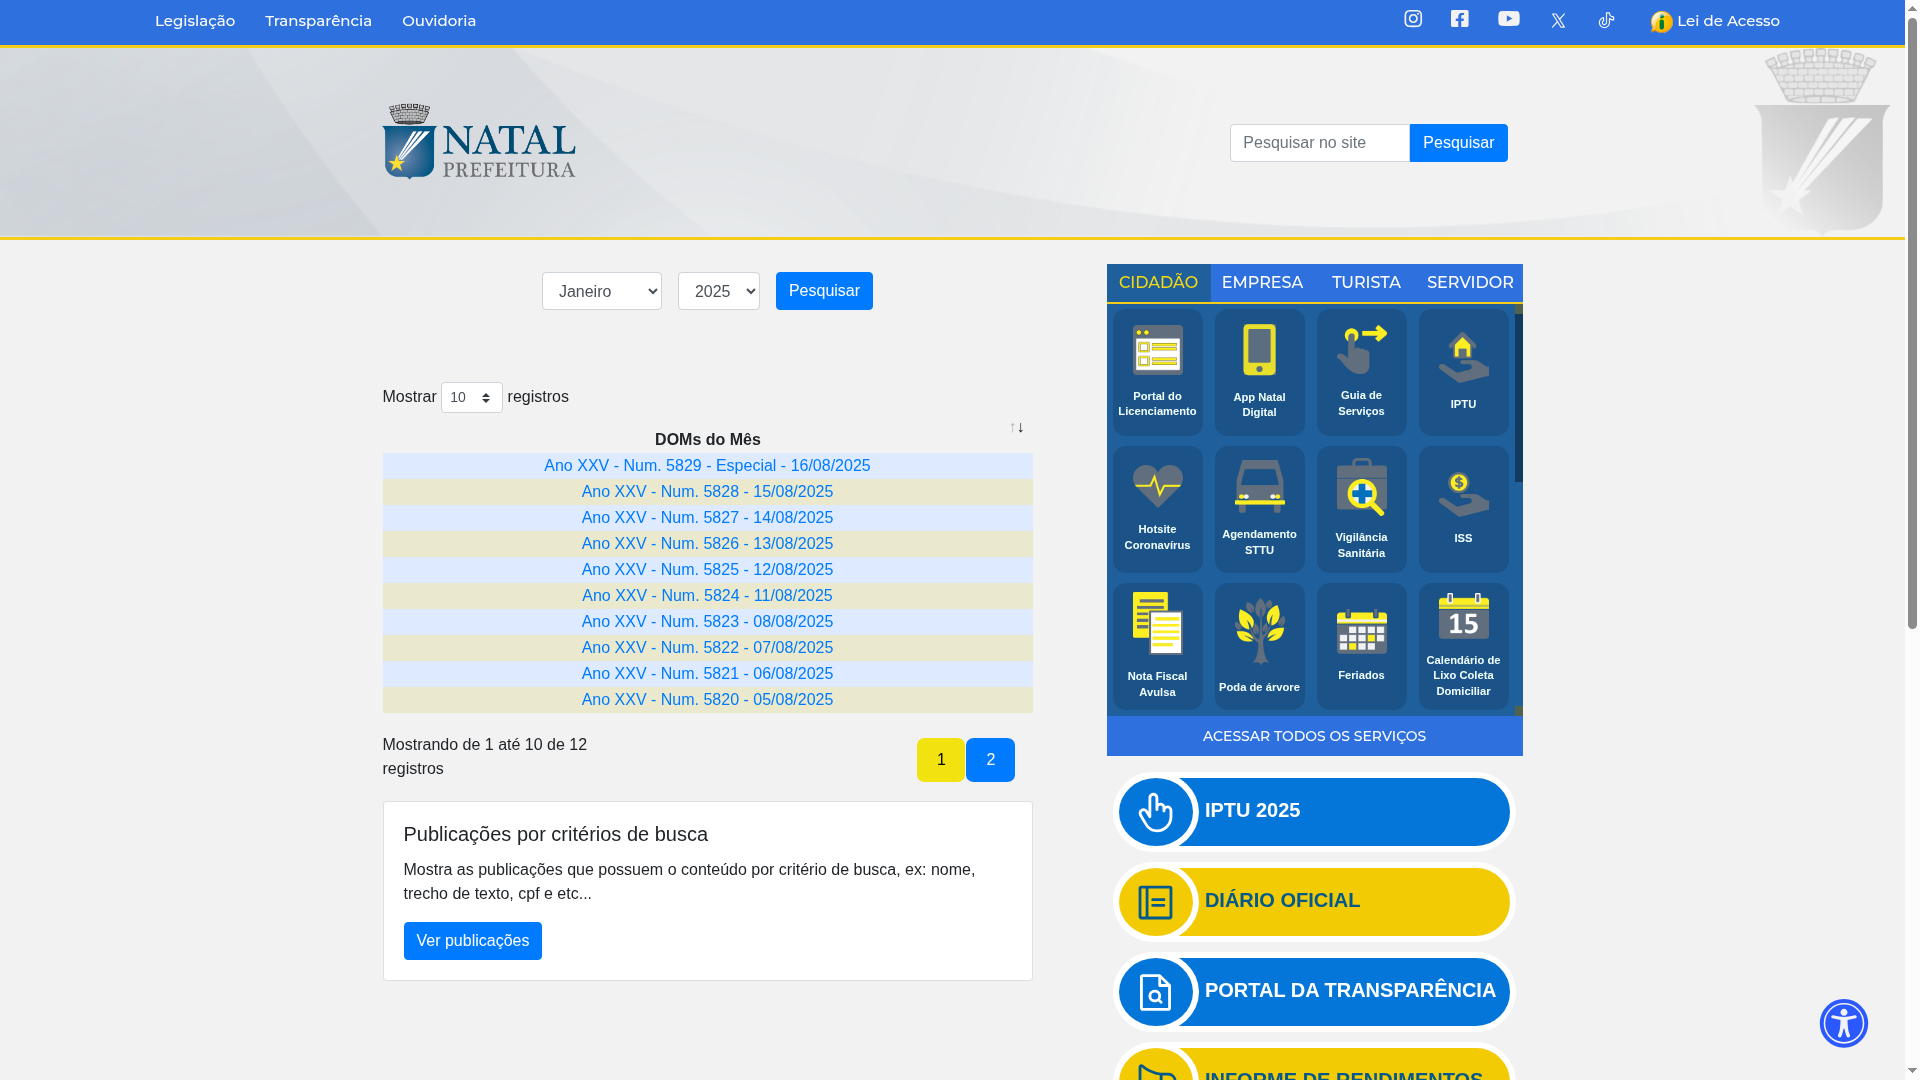 Legislação
Transparência
Ouvidoria
Lei de Acesso
NATAL
PREFEITURA
Pesquisar no site
Pesquisar
Janeiro
2025
Pesquisar
Mostrar 10 registros
DOMs do Mês
Ano XXV - Num. 5829 - Especial - 16/08/2025
Ano XXV - Num. 5828 - 15/08/2025
Ano XXV - Num. 5827 - 14/08/2025
Ano XXV - Num. 5826 - 13/08/2025
Ano XXV - Num. 5825 - 12/08/2025
Ano XXV - Num. 5824 - 11/08/2025
Ano XXV - Num. 5823 - 08/08/2025
Ano XXV - Num. 5822 - 07/08/2025
Ano XXV - Num. 5821 - 06/08/2025
Ano XXV - Num. 5820 - 05/08/2025
Mostrando de 1 até 10 de 12
registros
1
2
Publicações por critérios de busca
Mostra as publicações que possuem o conteúdo por critério de busca, ex: nome,
trecho de texto, cpf e etc...
Ver publicações
CIDADÃO
EMPRESA
TURISTA
SERVIDOR
Portal do
Licenciamento
App Natal
Digital
Guia de
Serviços
IPTU
Hotsite
Coronavírus
Agendamento
STTU
Vigilância
Sanitária
ISS
Nota Fiscal
Avulsa
Poda de árvore
Feriados
15
Calendário de
Lixo Coleta
Domiciliar
ACESSAR TODOS OS SERVIÇOS
IPTU 2025
DIÁRIO OFICIAL
PORTAL DA TRANSPARÊNCIA
INFORME DE RENDIMENTOS